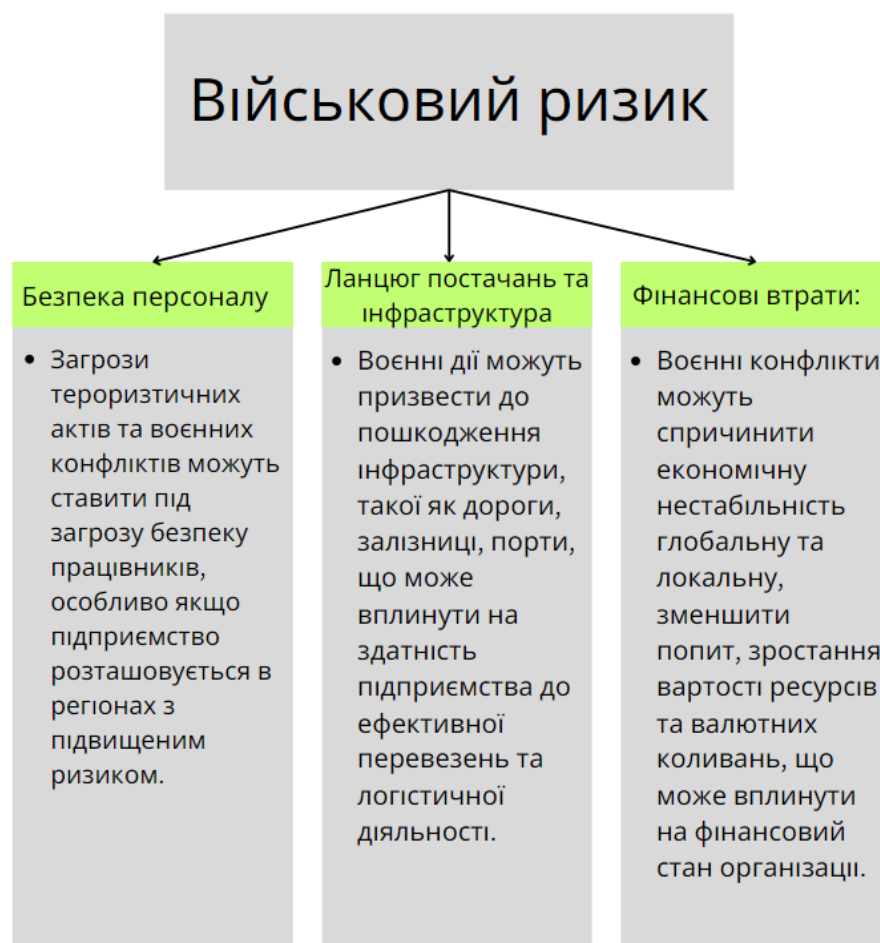 Військовий ризик
Безпека персоналу
• Загрози
тероризтичних
актів та воєнних
конфліктів можуть
ставити під
загрозу безпеку
працівників,
особливо якщо
підприємство
розташовується в
регіонах з
підвищеним
ризиком.
Ланцюг постачань та
інфраструктура
• Воєнні дії можуть
призвести до
пошкодження
інфраструктури,
такої як дороги,
залізниці, порти,
що може
вплинути на
здатність
підприємства до
ефективної
перевезень та
логістичної
діяльності.
Фінансові втрати:
• Воєнні конфлікти
можуть
спричинити
економічну
нестабільність
глобальну та
локальну,
зменшити
попит, зростання
вартості ресурсів
та валютних
коливань, що
може вплинути
на фінансовий
стан організації.